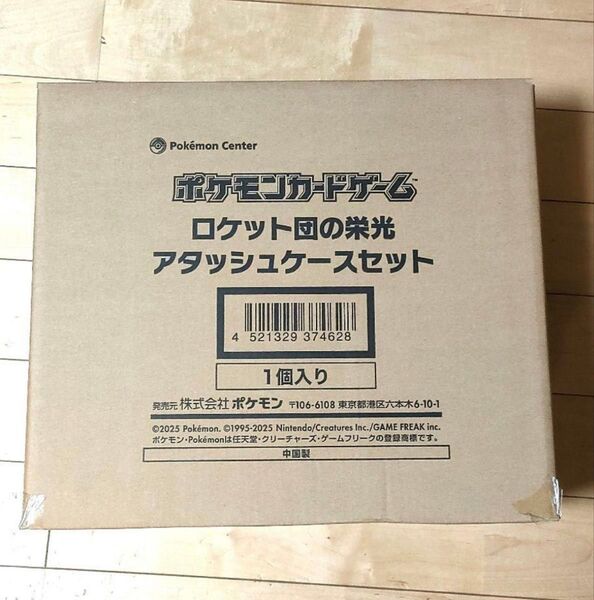 Pokémon Center
ポケモンカードゲーム
ロケット団の栄光
アタッシュケースセット
4 521329 374628
1個入り
発売元 株式会社 ポケモン 〒106-6108 東京都港区六本木6-10-1
©2025 Pokémon. ©1995-2025 Nintendo/Creatures Inc./GAME FREAK inc.
ポケモン・Pokémonは任天堂・クリーチャーズ・ゲームフリークの登録商標です。
中国製